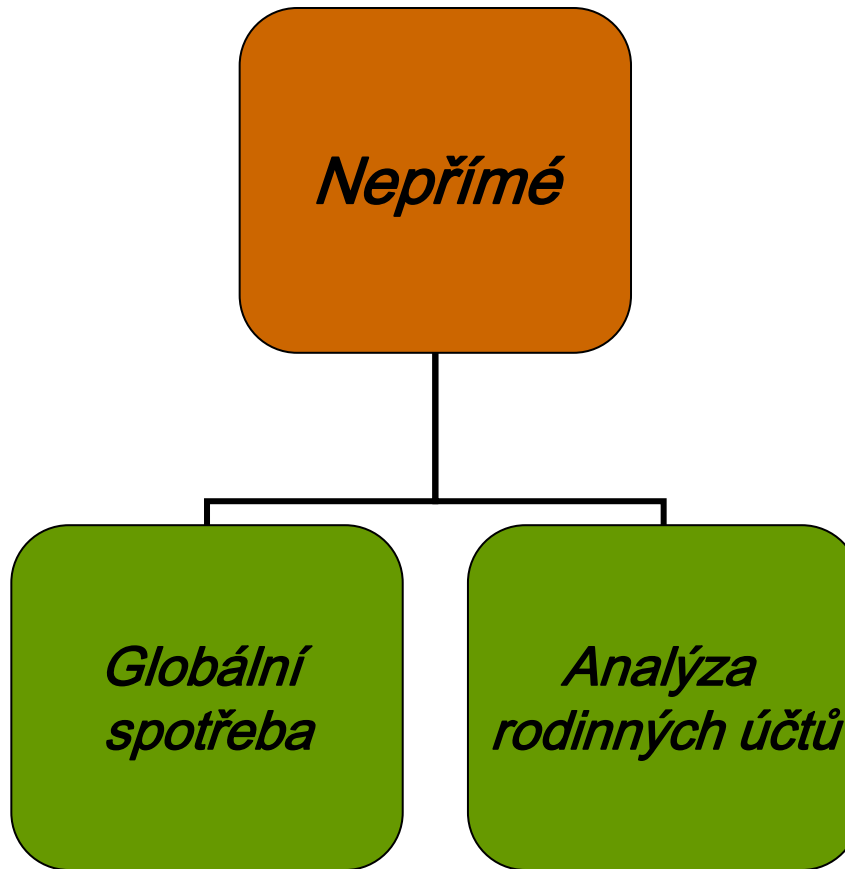 Nepřímé
Globální
spotřeba
Analýza
rodinných účtů